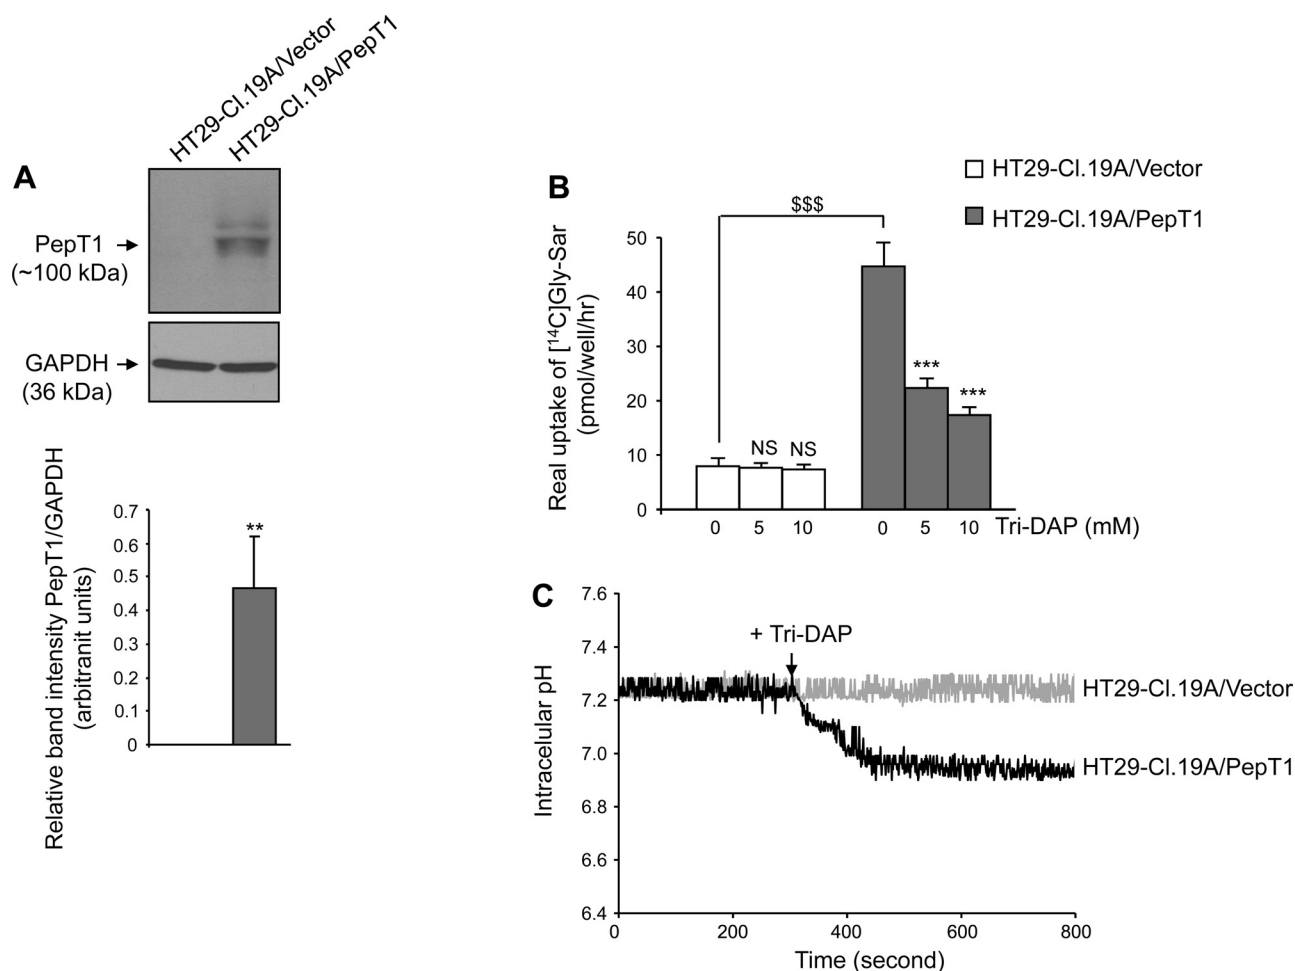 HT29-Cl.19A/Vector
HT29-Cl.19A/PepT1
A
PepT1
(~100 kDa)
GAPDH
(36 kDa)
Relative band intensity PepT1/GAPDH
(arbitranit units)
0.7
0.6
0.5
0.4
0.3
0.2
0.1
0
**
B
HT29-Cl.19A/Vector
HT29-Cl.19A/PepT1
$$$
Real uptake of [¹⁴C]Gly-Sar
(pmol/well/hr)
50
40
30
20
10
0
NS NS
*** ***
0 5 10 0 5 10 Tri-DAP (mM)
C
Intracelular pH
7.6
7.4
7.2
7.0
6.8
6.6
6.4
+ Tri-DAP
HT29-Cl.19A/Vector
HT29-Cl.19A/PepT1
0 200 400 600 800
Time (second)